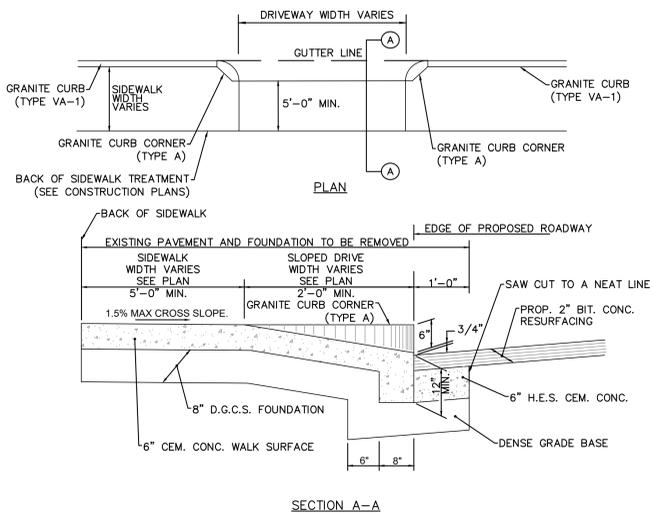 DRIVEWAY WIDTH VARIES
A
GUTTER LINE
GRANITE CURB
(TYPE VA-1)
SIDEWALK
WIDTH
VARIES
5'-0" MIN.
GRANITE CURB
(TYPE VA-1)
GRANITE CURB CORNER
(TYPE A)
GRANITE CURB CORNER
(TYPE A)
BACK OF SIDEWALK TREATMENT
(SEE CONSTRUCTION PLANS)
A
PLAN
BACK OF SIDEWALK
EDGE OF PROPOSED ROADWAY
EXISTING PAVEMENT AND FOUNDATION TO BE REMOVED
SIDEWALK
WIDTH VARIES
SEE PLAN
5'-0" MIN.
SLOPED DRIVE
WIDTH VARIES
SEE PLAN
2'-0" MIN.
1'-0"
SAW CUT TO A NEAT LINE
GRANITE CURB CORNER
(TYPE A)
1.5% MAX CROSS SLOPE.
6"
3/4"
PROP. 2" BIT. CONC.
RESURFACING
12"
MIN.
6" H.E.S. CEM. CONC.
8" D.G.C.S. FOUNDATION
6" CEM. CONC. WALK SURFACE
DENSE GRADE BASE
6"
8"
SECTION A-A